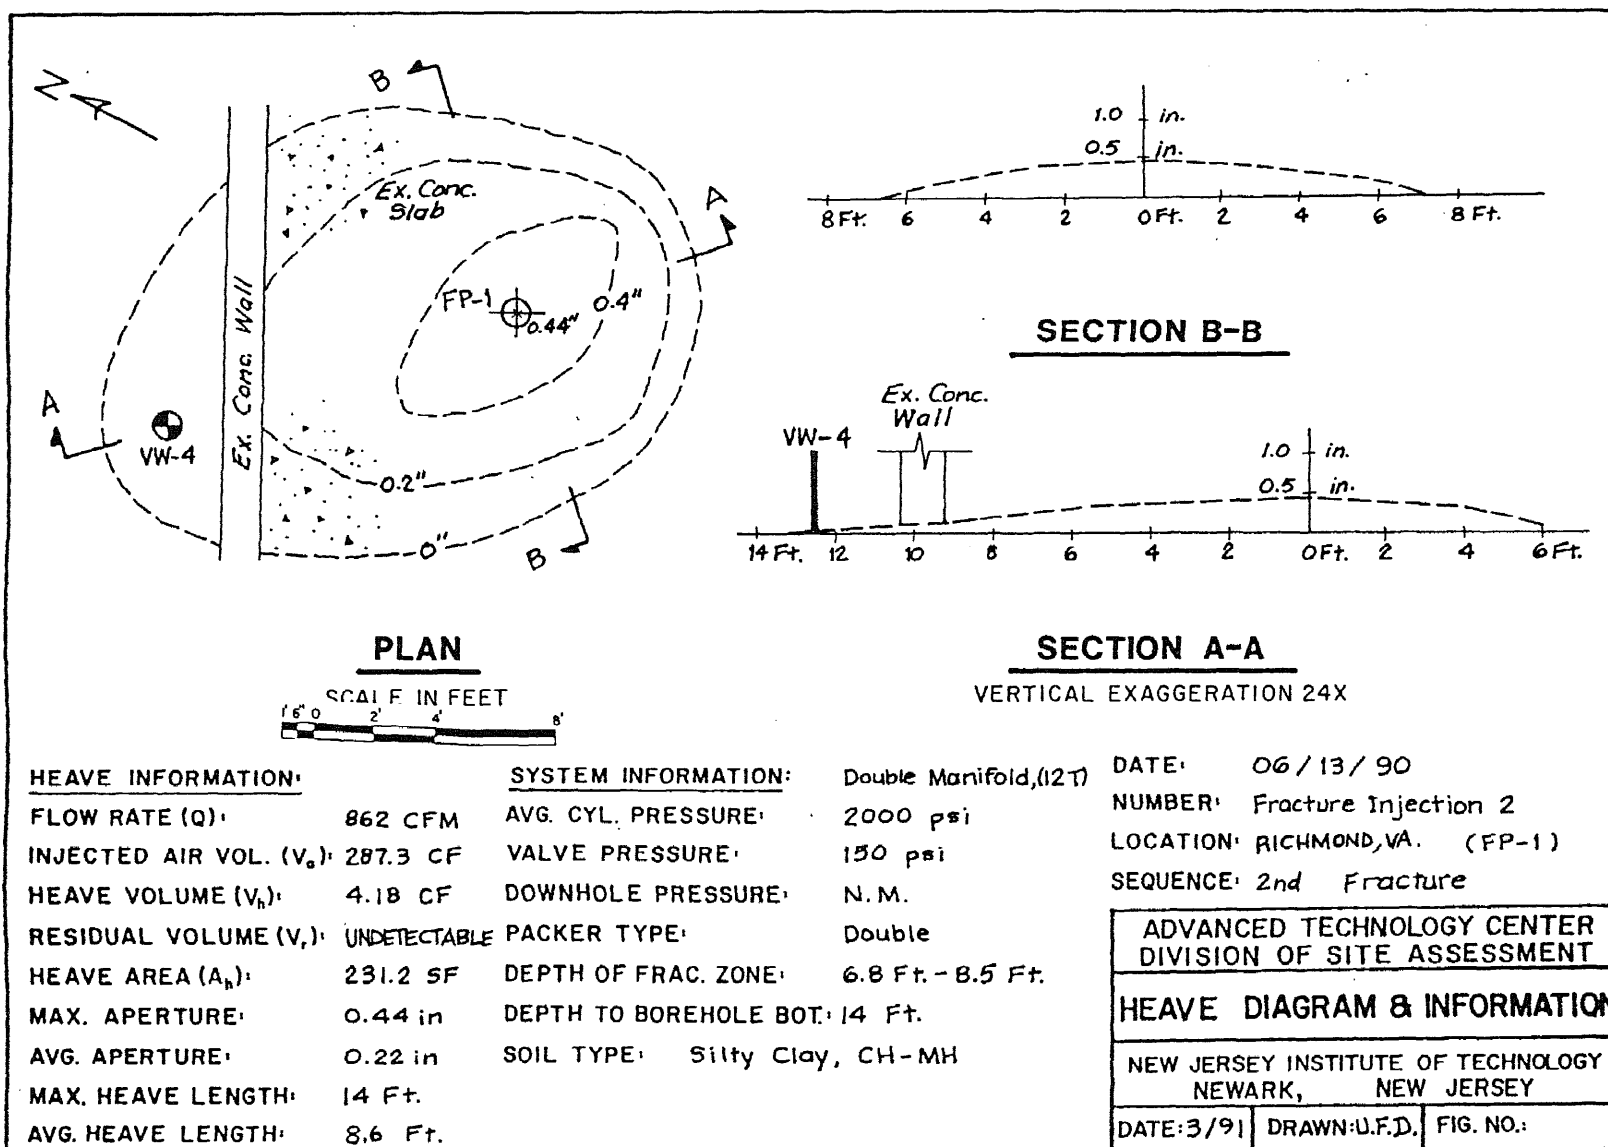 N
B
A
Ex. Conc.
Slab
FP-1
0.44"
0.4"
Ex. Conc. Wall
A
VW-4
0.2"
0"
B
1.0 in.
0.5 in.
8 Ft. 6 4 2 0 Ft. 2 4 6 8 Ft.
SECTION B-B
Ex. Conc.
Wall
VW-4
1.0 in.
0.5 in.
14 Ft. 12 10 8 6 4 2 0 Ft. 2 4 6 Ft.
PLAN
SCALE IN FEET
1' 6" 0 2' 4' 8'
SECTION A-A
VERTICAL EXAGGERATION 24X
HEAVE INFORMATION:
FLOW RATE (Q): 862 CFM
INJECTED AIR VOL. (Va): 287.3 CF
HEAVE VOLUME (Vh): 4.18 CF
RESIDUAL VOLUME (Vr): UNDETECTABLE
HEAVE AREA (Ah): 231.2 SF
MAX. APERTURE: 0.44 in
AVG. APERTURE: 0.22 in
MAX. HEAVE LENGTH: 14 Ft.
AVG. HEAVE LENGTH: 8.6 Ft.
SYSTEM INFORMATION: Double Manifold,(12T)
AVG. CYL. PRESSURE: 2000 psi
VALVE PRESSURE: 150 psi
DOWNHOLE PRESSURE: N.M.
PACKER TYPE: Double
DEPTH OF FRAC. ZONE: 6.8 Ft. - 8.5 Ft.
DEPTH TO BOREHOLE BOT.: 14 Ft.
SOIL TYPE: Silty Clay, CH-MH
DATE: 06/13/90
NUMBER: Fracture Injection 2
LOCATION: RICHMOND,VA. (FP-1)
SEQUENCE: 2nd Fracture
ADVANCED TECHNOLOGY CENTER
DIVISION OF SITE ASSESSMENT
HEAVE DIAGRAM & INFORMATION
NEW JERSEY INSTITUTE OF TECHNOLOGY
NEWARK, NEW JERSEY
DATE:3/91 DRAWN:U.F.D. FIG. NO.: